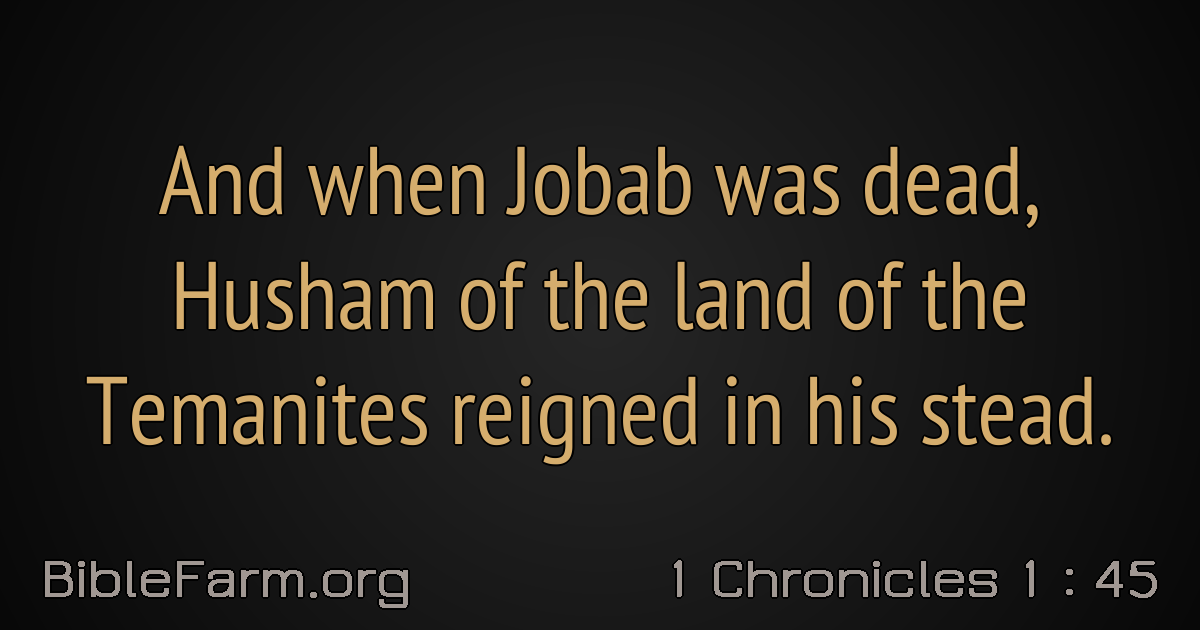 And when Jobab was dead,
Husham of the land of the
Temanites reigned in his stead.
BibleFarm.org
1 Chronicles 1 : 45